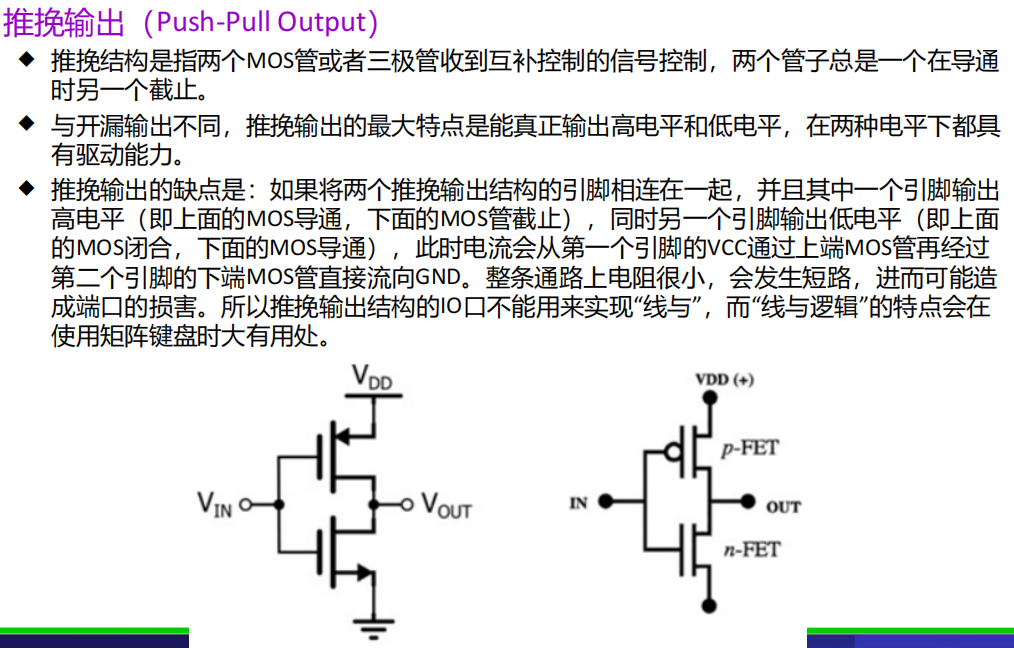 推挽输出（Push-Pull Output）
◆ 推挽结构是指两个MOS管或者三极管收到互补控制的信号控制，两个管子总是一个在导通
时另一个截止。
◆ 与开漏输出不同，推挽输出的最大特点是能真正输出高电平和低电平，在两种电平下都具
有驱动能力。
◆ 推挽输出的缺点是：如果将两个推挽输出结构的引脚相连在一起，并且其中一个引脚输出
高电平（即上面的MOS导通，下面的MOS管截止），同时另一个引脚输出低电平（即上面
的MOS闭合，下面的MOS导通），此时电流会从第一个引脚的VCC通过上端MOS管再经过
第二个引脚的下端MOS管直接流向GND。整条通路上电阻很小，会发生短路，进而可能造
成端口的损害。所以推挽输出结构的IO口不能用来实现“线与”，而“线与逻辑”的特点会在
使用矩阵键盘时大有用处。
VDD
VIN
VOUT
VDD (+)
p-FET
IN
OUT
n-FET